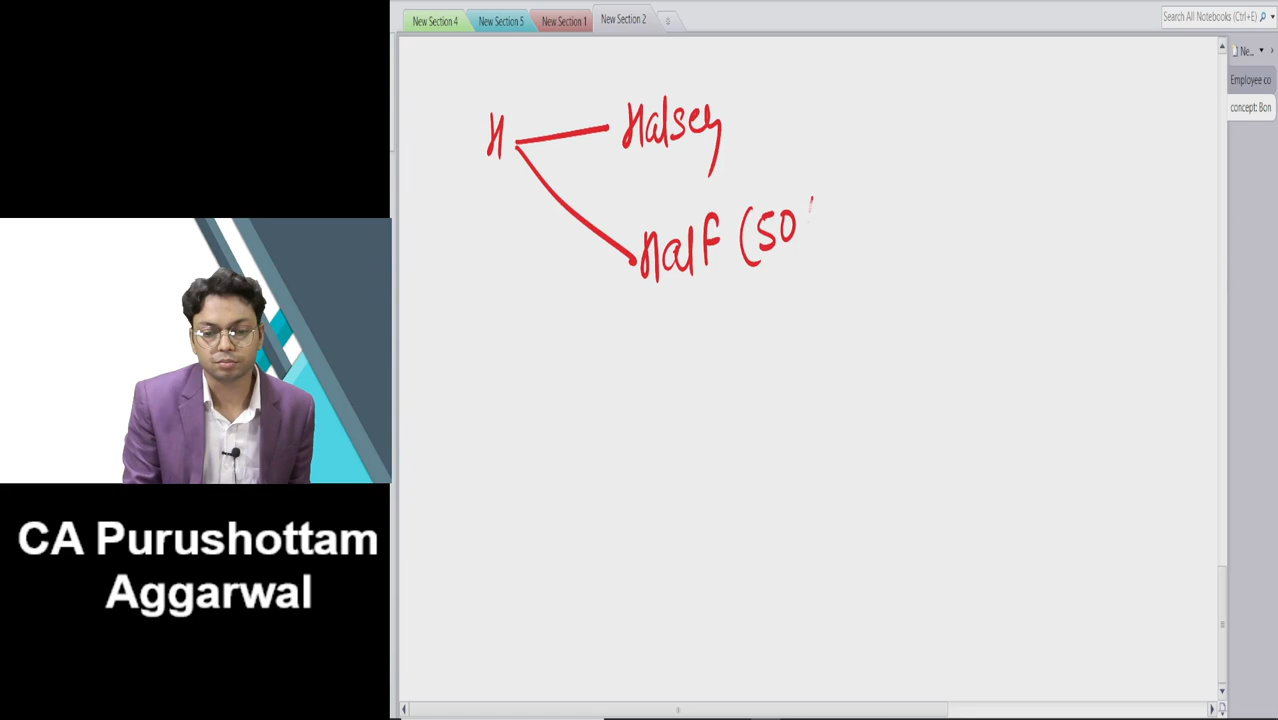 New Section 4
New Section 5
New Section 1
New Section 2
Search All Notebooks (Ctrl+E)
Ne...
Employee co
concept: Bon
H
Halsey
Half (50
CA Purushottam
Aggarwal